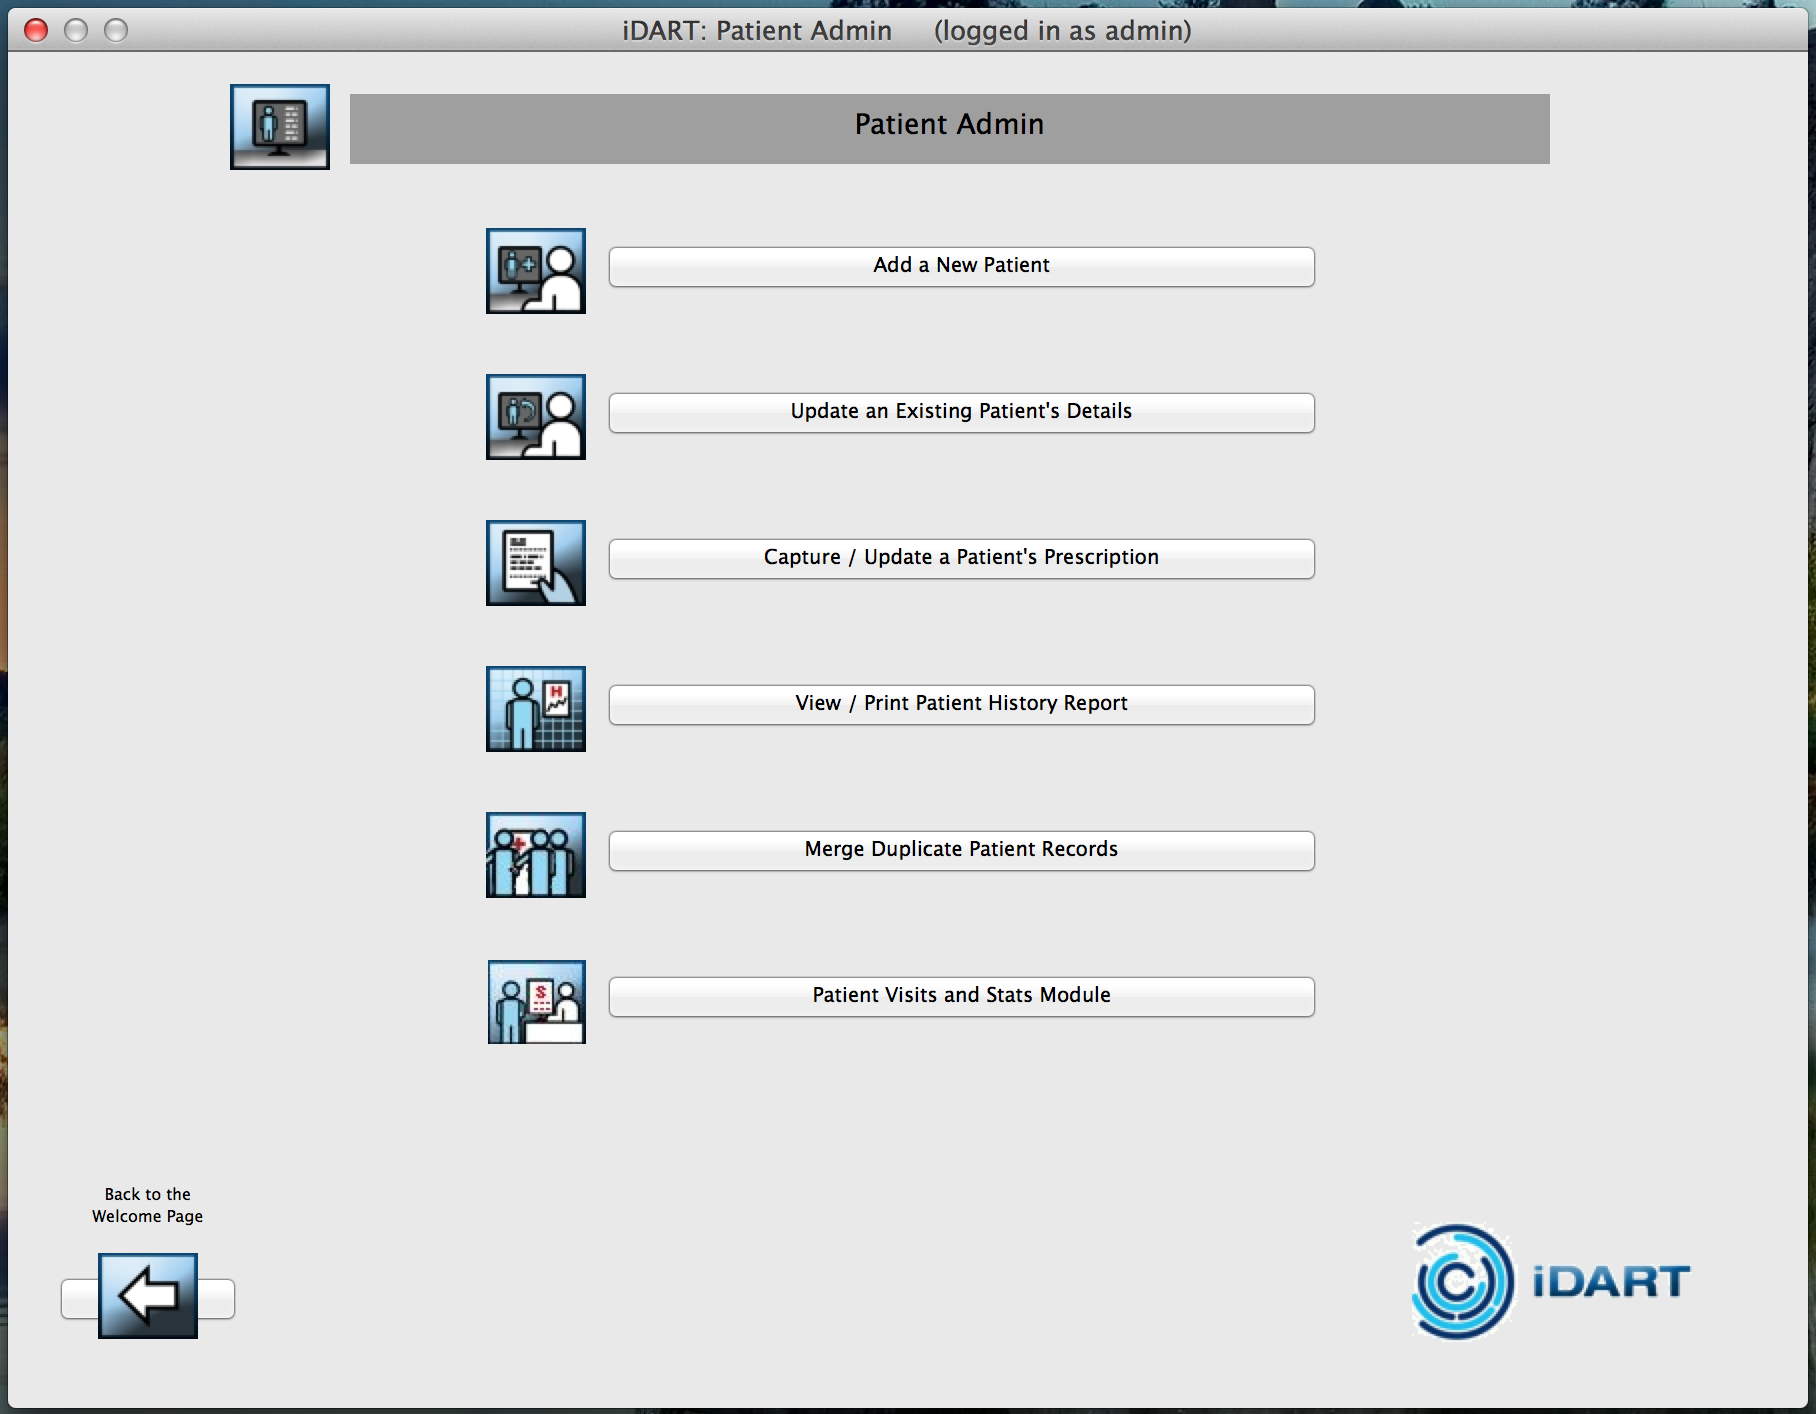 iDART: Patient Admin (logged in as admin)
Patient Admin
Add a New Patient
Update an Existing Patient's Details
Capture / Update a Patient's Prescription
H
View / Print Patient History Report
Merge Duplicate Patient Records
S
Patient Visits and Stats Module
Back to the
Welcome Page
iDART